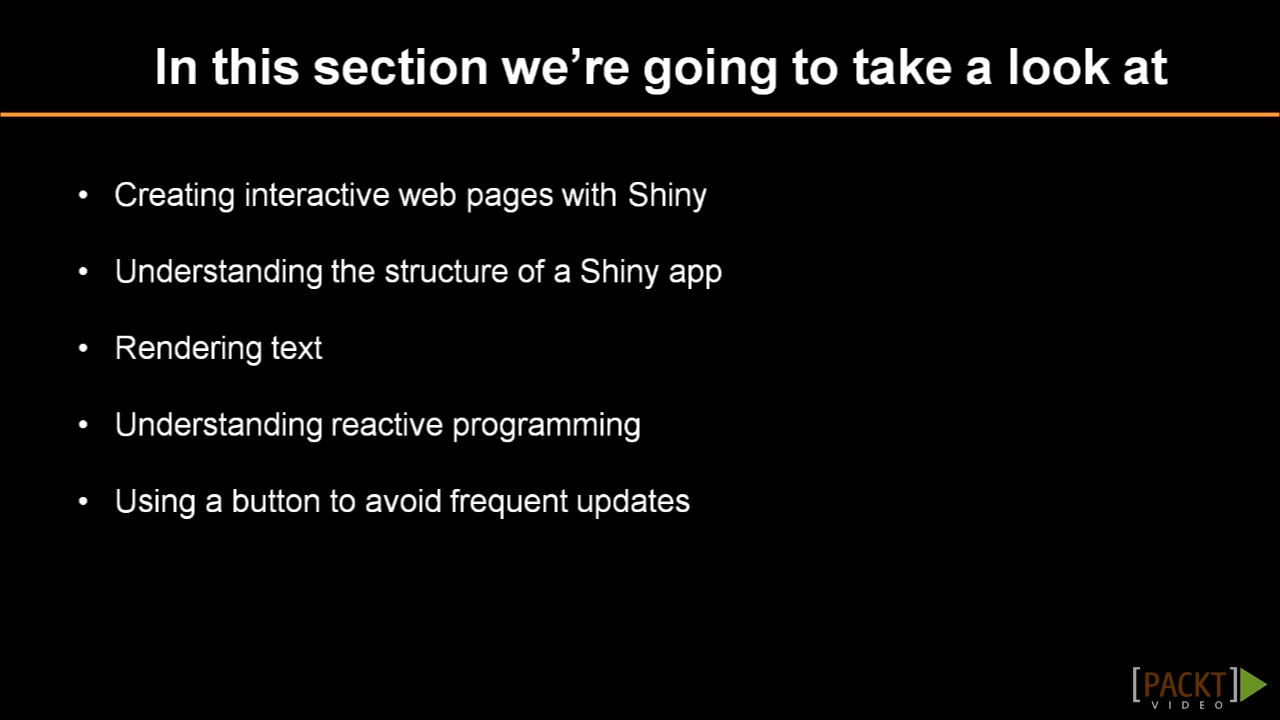 In this section we’re going to take a look at
• Creating interactive web pages with Shiny
• Understanding the structure of a Shiny app
• Rendering text
• Understanding reactive programming
• Using a button to avoid frequent updates
[PACKT]
VIDEO